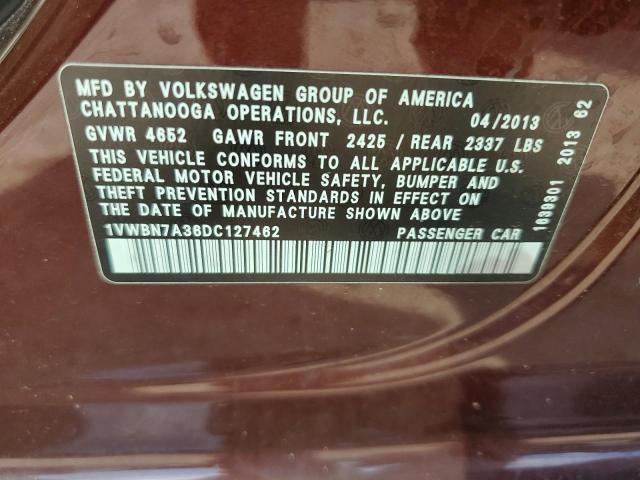 MFD BY VOLKSWAGEN GROUP OF AMERICA
CHATTANOOGA OPERATIONS, LLC. 04/2013
GVWR 4652 GAWR FRONT 2425 / REAR 2337 LBS
THIS VEHICLE CONFORMS TO ALL APPLICABLE U.S.
FEDERAL MOTOR VEHICLE SAFETY, BUMPER AND
THEFT PREVENTION STANDARDS IN EFFECT ON
THE DATE OF MANUFACTURE SHOWN ABOVE
1VWBN7A36DC127462 PASSENGER CAR
1639301 2013 62